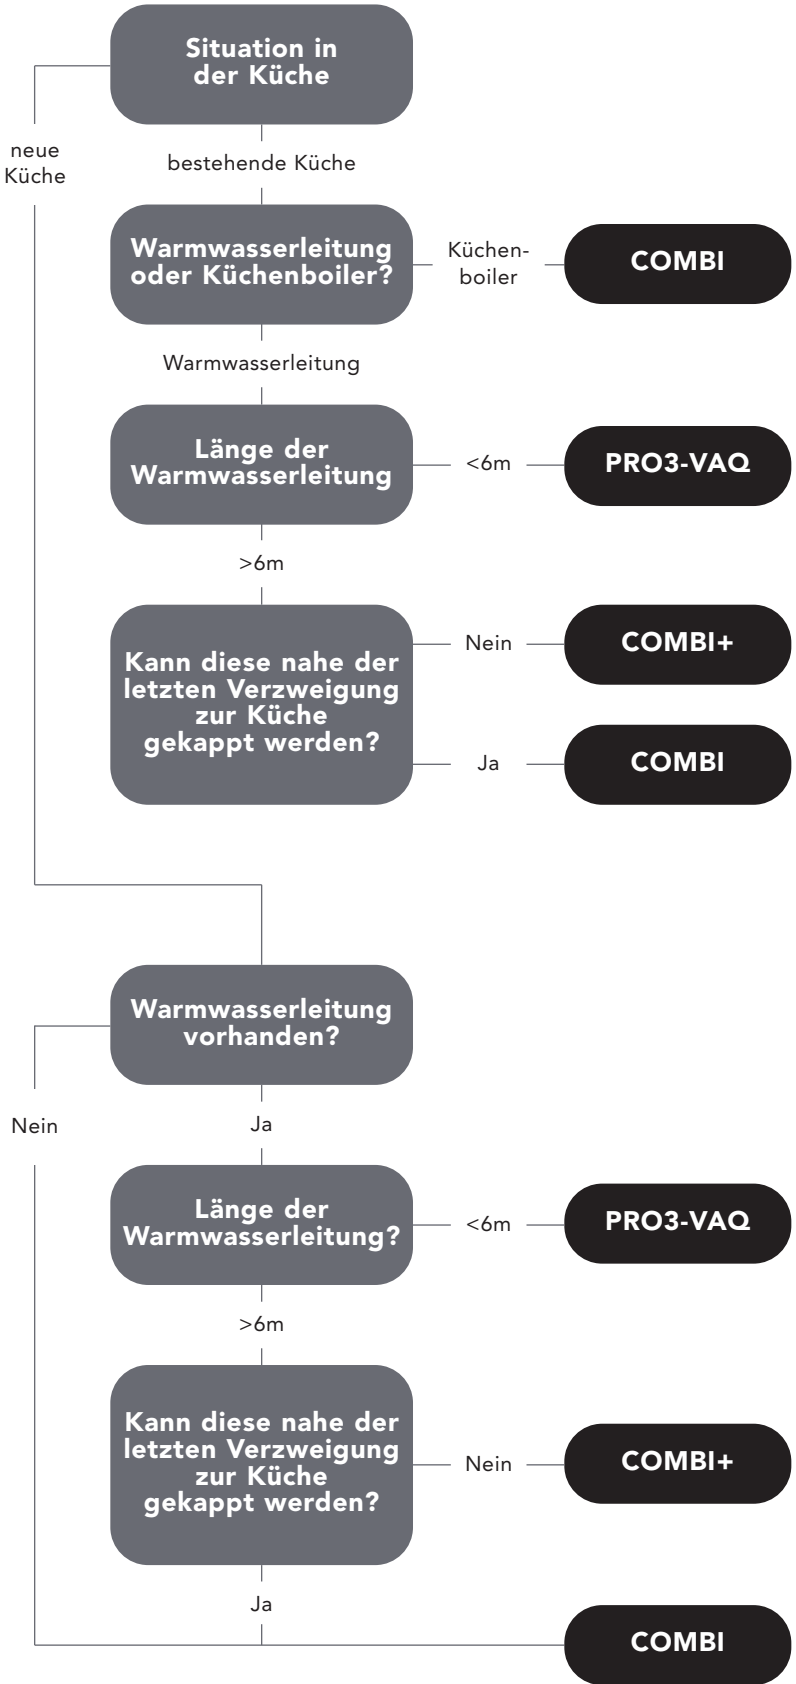 Situation in
der Küche
neue
Küche
bestehende Küche
Warmwasserleitung
oder Küchenboiler?
Küchen-
boiler
COMBI
Warmwasserleitung
Länge der
Warmwasserleitung
<6m
PRO3-VAQ
>6m
Kann diese nahe der
letzten Verzweigung
zur Küche
gekappt werden?
Nein
COMBI+
Ja
COMBI
Warmwasserleitung
vorhanden?
Nein
Ja
Länge der
Warmwasserleitung?
<6m
PRO3-VAQ
>6m
Kann diese nahe der
letzten Verzweigung
zur Küche
gekappt werden?
Nein
COMBI+
Ja
COMBI